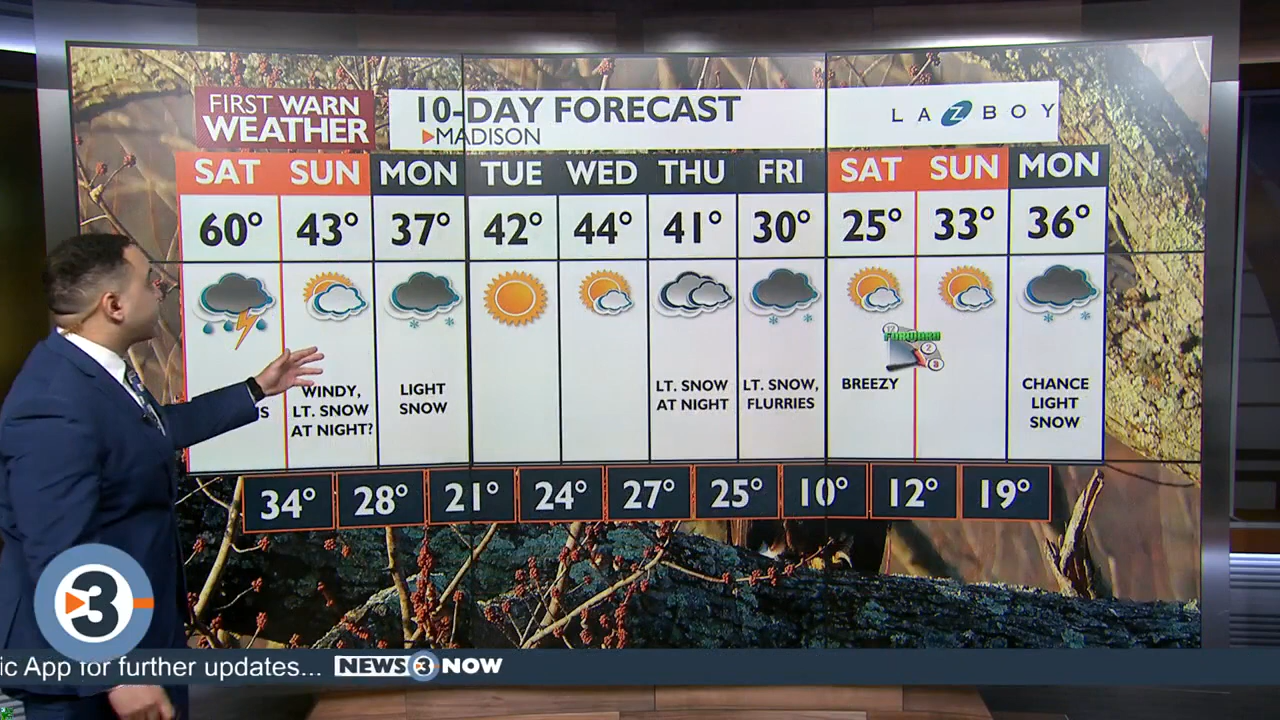 FIRST WARN
WEATHER
10-DAY FORECAST
MADISON
LA Z BOY
SAT SUN MON TUE WED THU FRI SAT SUN MON
60° 43° 37° 42° 44° 41° 30° 25° 33° 36°
WINDY,
LT. SNOW
AT NIGHT?
LIGHT
SNOW
LT. SNOW
AT NIGHT
LT. SNOW,
FLURRIES
BREEZY
CHANCE
LIGHT
SNOW
34° 28° 21° 24° 27° 25° 10° 12° 19°
3
ic App for further updates... NEWS 3 NOW